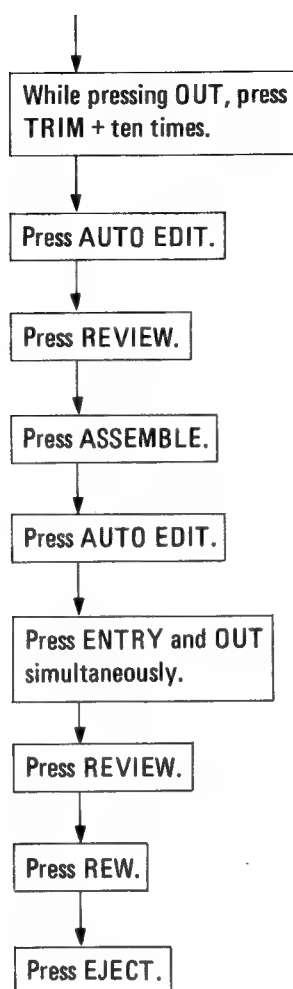 While pressing OUT, press
TRIM + ten times.
Press AUTO EDIT.
Press REVIEW.
Press ASSEMBLE.
Press AUTO EDIT.
Press ENTRY and OUT
simultaneously.
Press REVIEW.
Press REW.
Press EJECT.